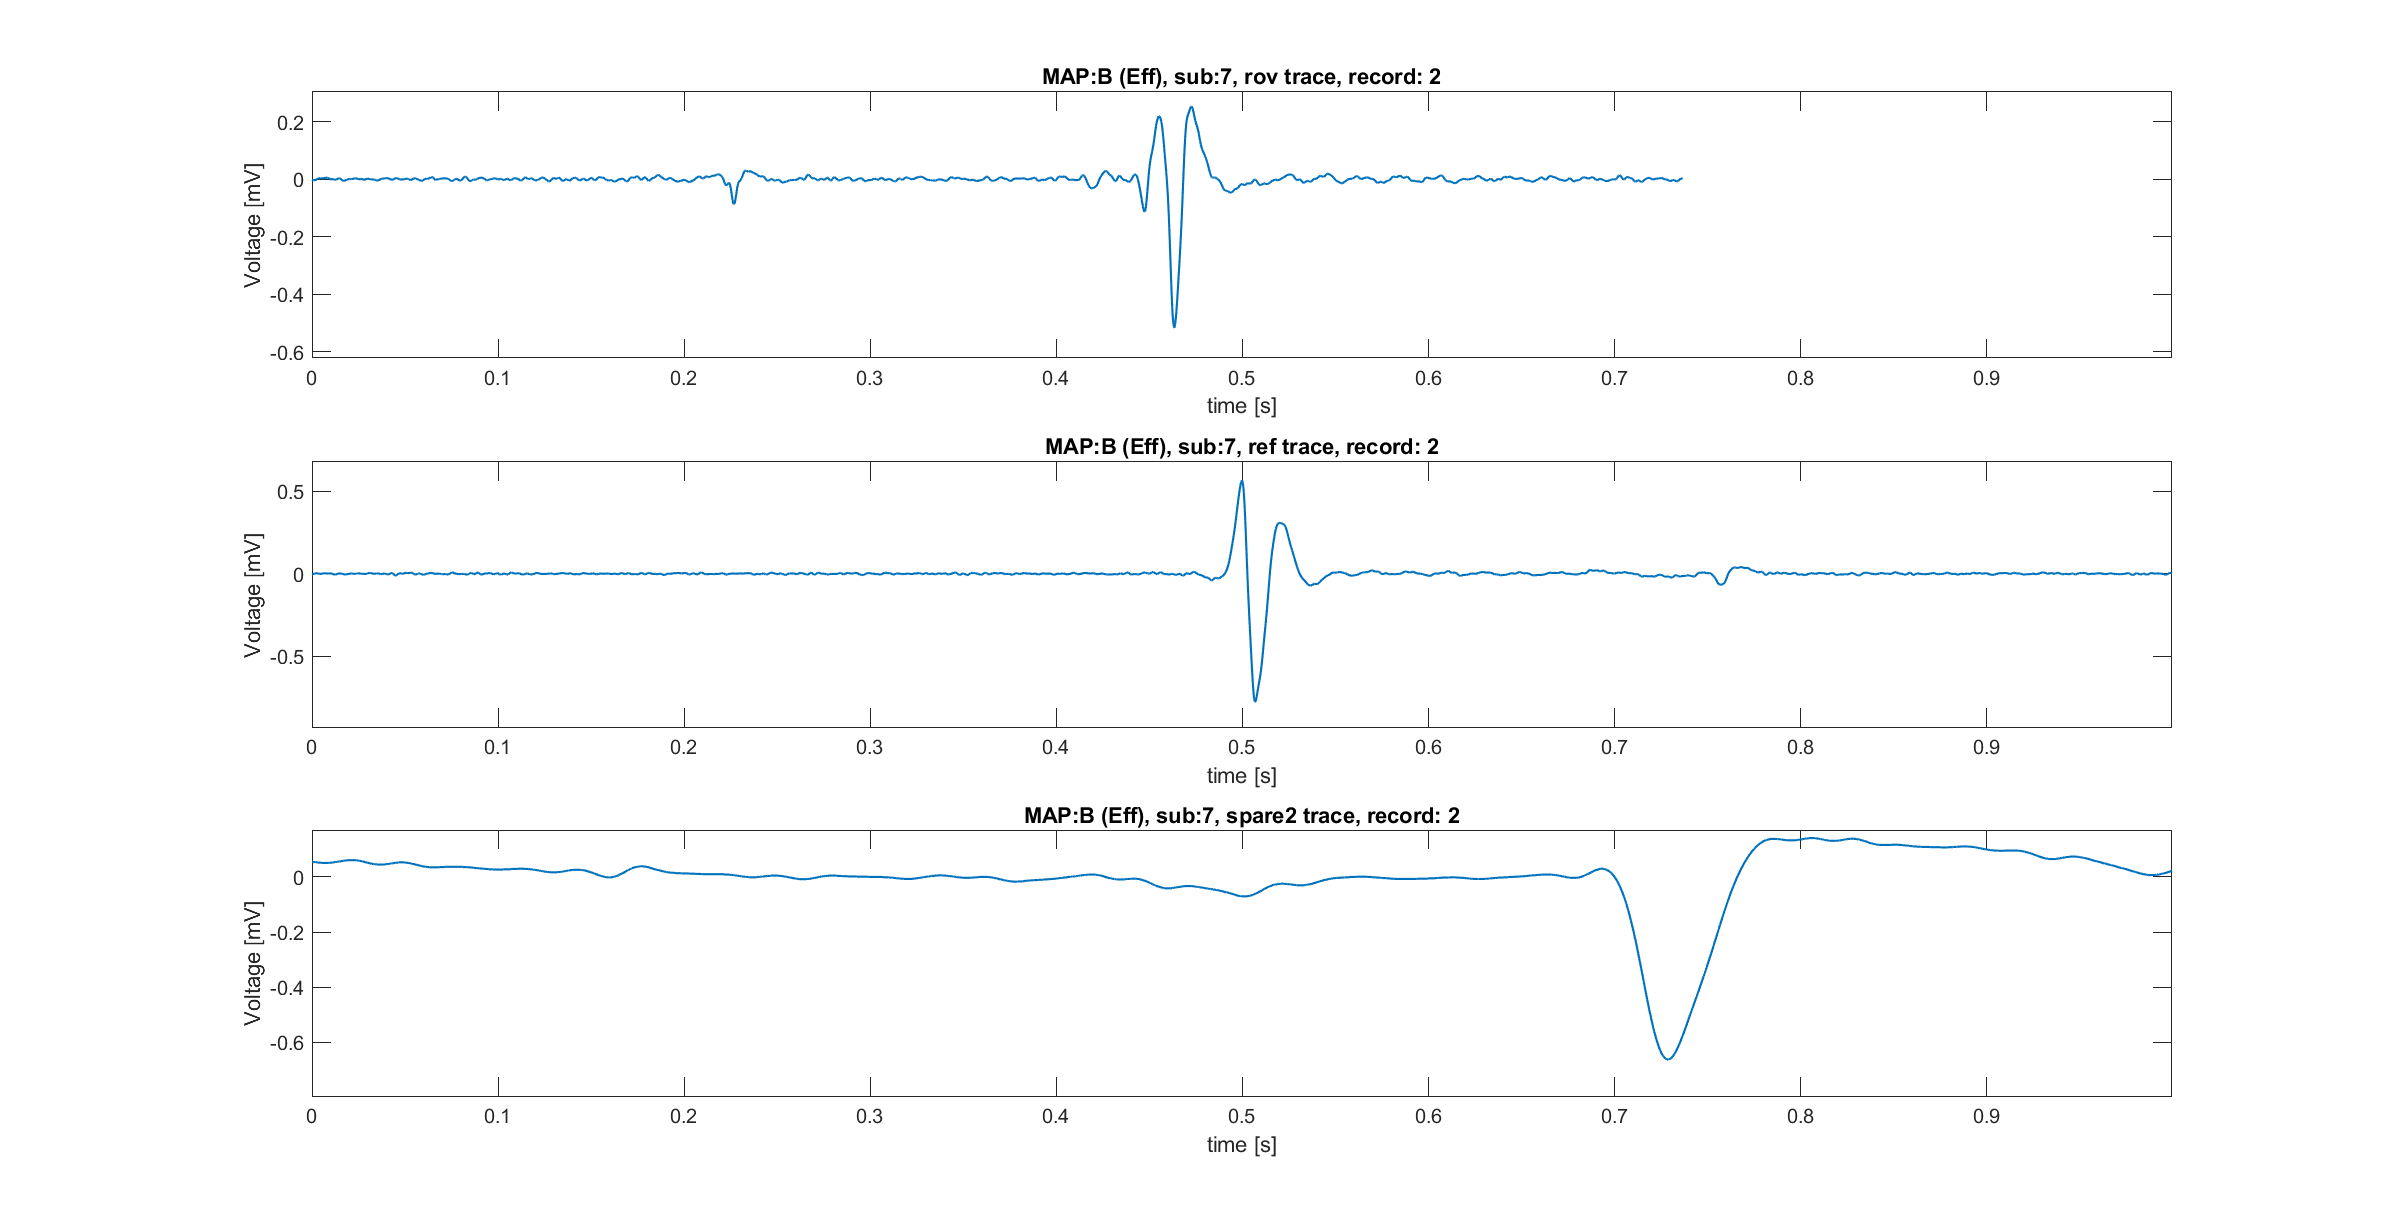 MAP:B (Eff), sub:7, rov trace, record: 2
Voltage [mV]
0.2
0
-0.2
-0.4
-0.6
0 0.1 0.2 0.3 0.4 0.5 0.6 0.7 0.8 0.9
time [s]
MAP:B (Eff), sub:7, ref trace, record: 2
Voltage [mV]
0.5
0
-0.5
0 0.1 0.2 0.3 0.4 0.5 0.6 0.7 0.8 0.9
time [s]
MAP:B (Eff), sub:7, spare2 trace, record: 2
Voltage [mV]
0
-0.2
-0.4
-0.6
0 0.1 0.2 0.3 0.4 0.5 0.6 0.7 0.8 0.9
time [s]